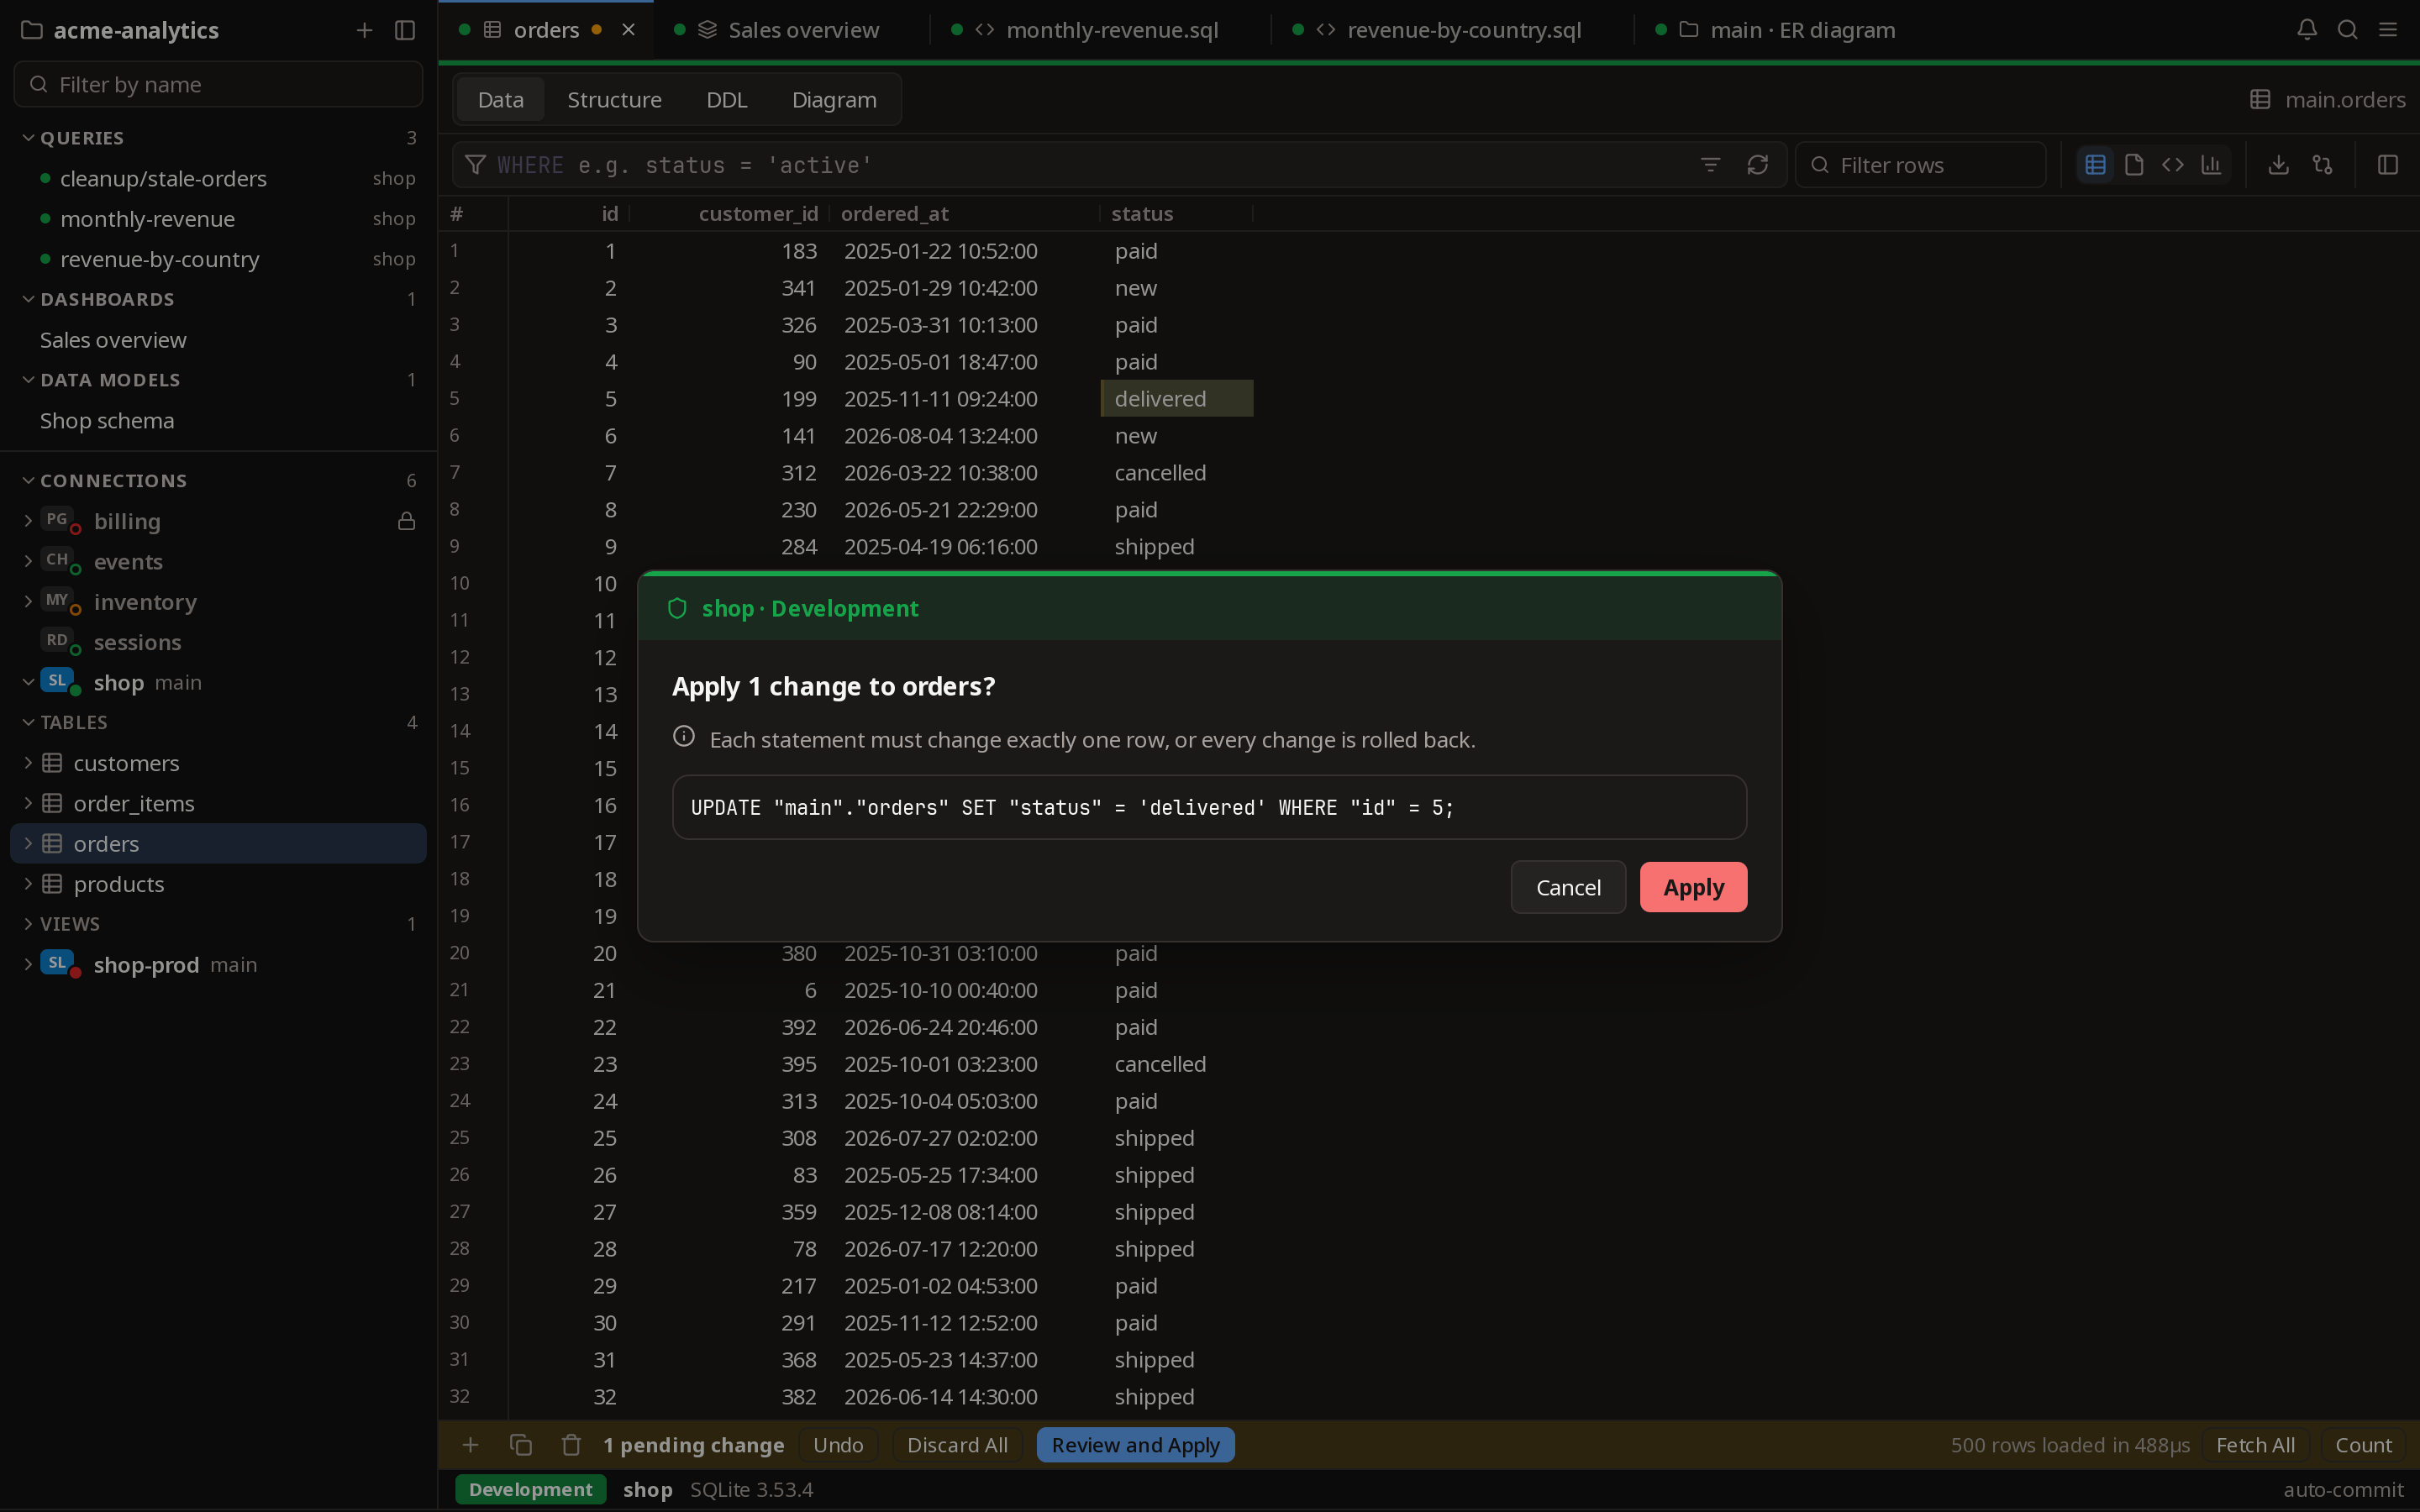 acme-analytics
Filter by name
QUERIES 3
cleanup/stale-orders shop
monthly-revenue shop
revenue-by-country shop
DASHBOARDS 1
Sales overview
DATA MODELS 1
Shop schema
CONNECTIONS 6
PG billing
CH events
MY inventory
RD sessions
SL shop main
TABLES 4
customers
order_items
orders
products
VIEWS 1
SL shop-prod main
orders Sales overview monthly-revenue.sql revenue-by-country.sql main · ER diagram
Data Structure DDL Diagram main.orders
WHERE e.g. status = 'active' Filter rows
# id customer_id ordered_at status
1 1 183 2025-01-22 10:52:00 paid
2 2 341 2025-01-29 10:42:00 new
3 3 326 2025-03-31 10:13:00 paid
4 4 90 2025-05-01 18:47:00 paid
5 5 199 2025-11-11 09:24:00 delivered
6 6 141 2026-08-04 13:24:00 new
7 7 312 2026-03-22 10:38:00 cancelled
8 8 230 2026-05-21 22:29:00 paid
9 9 284 2025-04-19 06:16:00 shipped
10 10
11 11
12 12
13 13
14 14
15 15
16 16
17 17
18 18
19 19
shop · Development
Apply 1 change to orders?
Each statement must change exactly one row, or every change is rolled back.
UPDATE "main"."orders" SET "status" = 'delivered' WHERE "id" = 5;
Cancel Apply
20 20 380 2025-10-31 03:10:00 paid
21 21 6 2025-10-10 00:40:00 paid
22 22 392 2026-06-24 20:46:00 paid
23 23 395 2025-10-01 03:23:00 cancelled
24 24 313 2025-10-04 05:03:00 paid
25 25 308 2026-07-27 02:02:00 shipped
26 26 83 2025-05-25 17:34:00 shipped
27 27 359 2025-12-08 08:14:00 shipped
28 28 78 2026-07-17 12:20:00 shipped
29 29 217 2025-01-02 04:53:00 paid
30 30 291 2025-11-12 12:52:00 paid
31 31 368 2025-05-23 14:37:00 shipped
32 32 382 2026-06-14 14:30:00 shipped
1 pending change Undo Discard All Review and Apply 500 rows loaded in 488µs Fetch All Count
Development shop SQLite 3.53.4 auto-commit